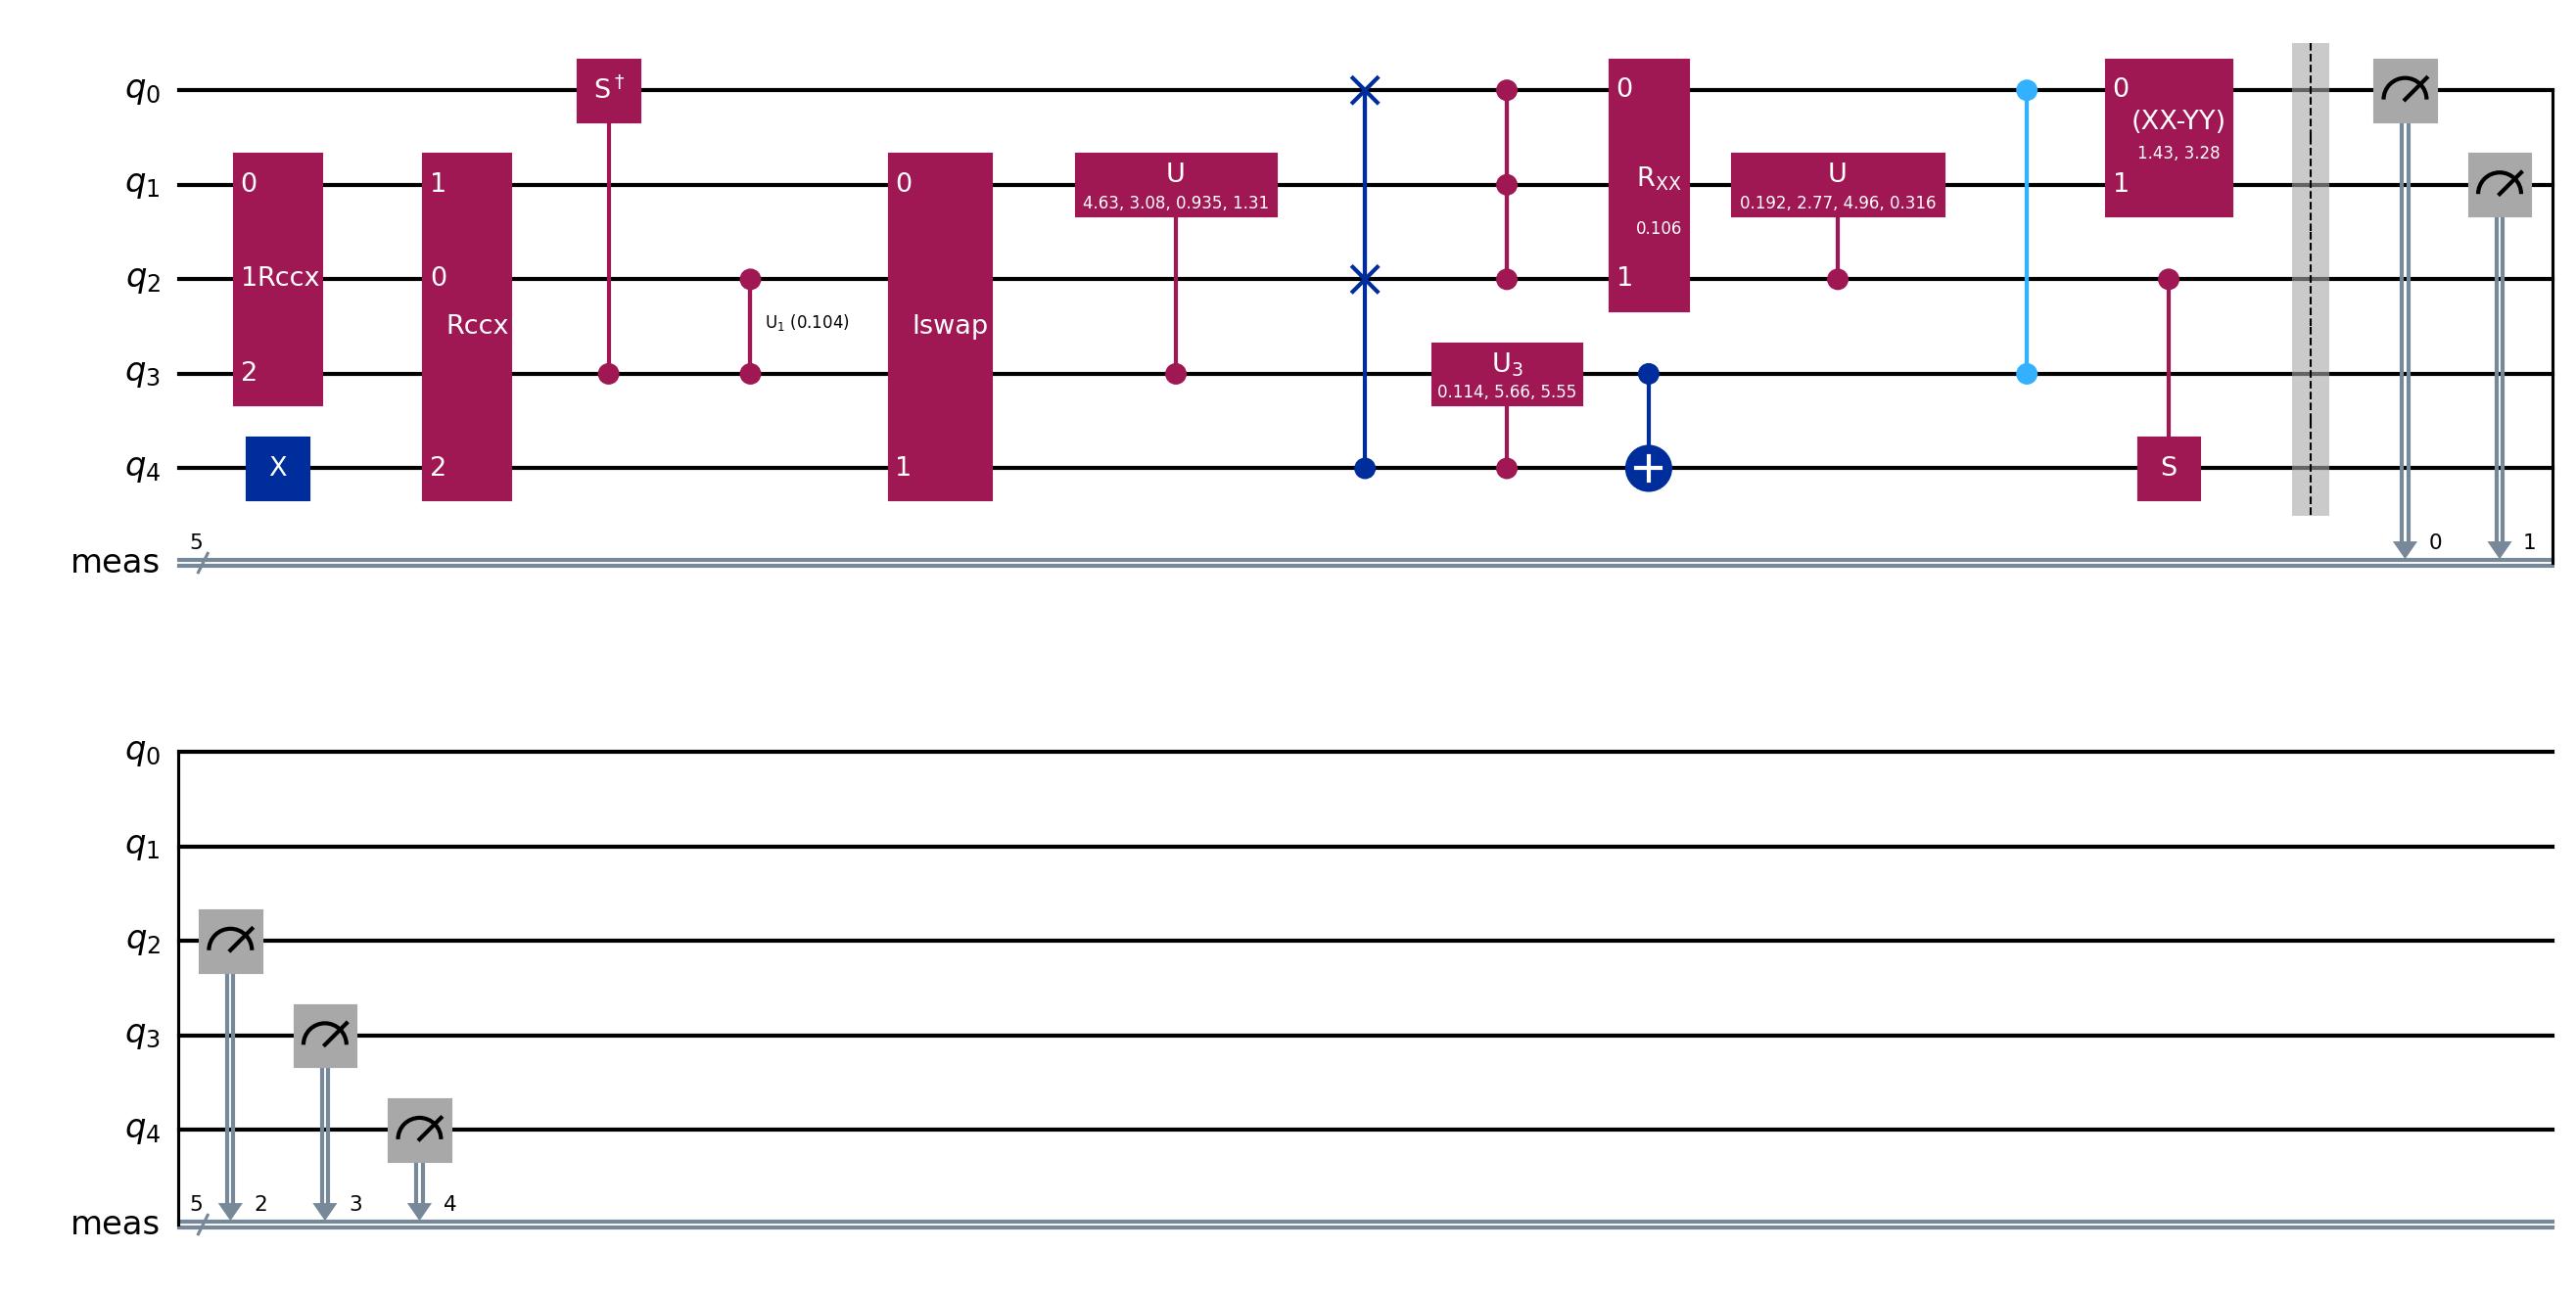 q0 0 S† 0 0 (XX-YY) 1.43, 3.28
q1 0 1 0 U 4.63, 3.08, 0.935, 1.31 RXX 0.106 U 0.192, 2.77, 4.96, 0.316 1
q2 1Rccx 0 Rccx U1 (0.104) Iswap 1
q3 2 U3 0.114, 5.66, 5.55
q4 X 2 1 S
meas 5 0 1
q0
q1
q2
q3
q4
meas 5 2 3 4